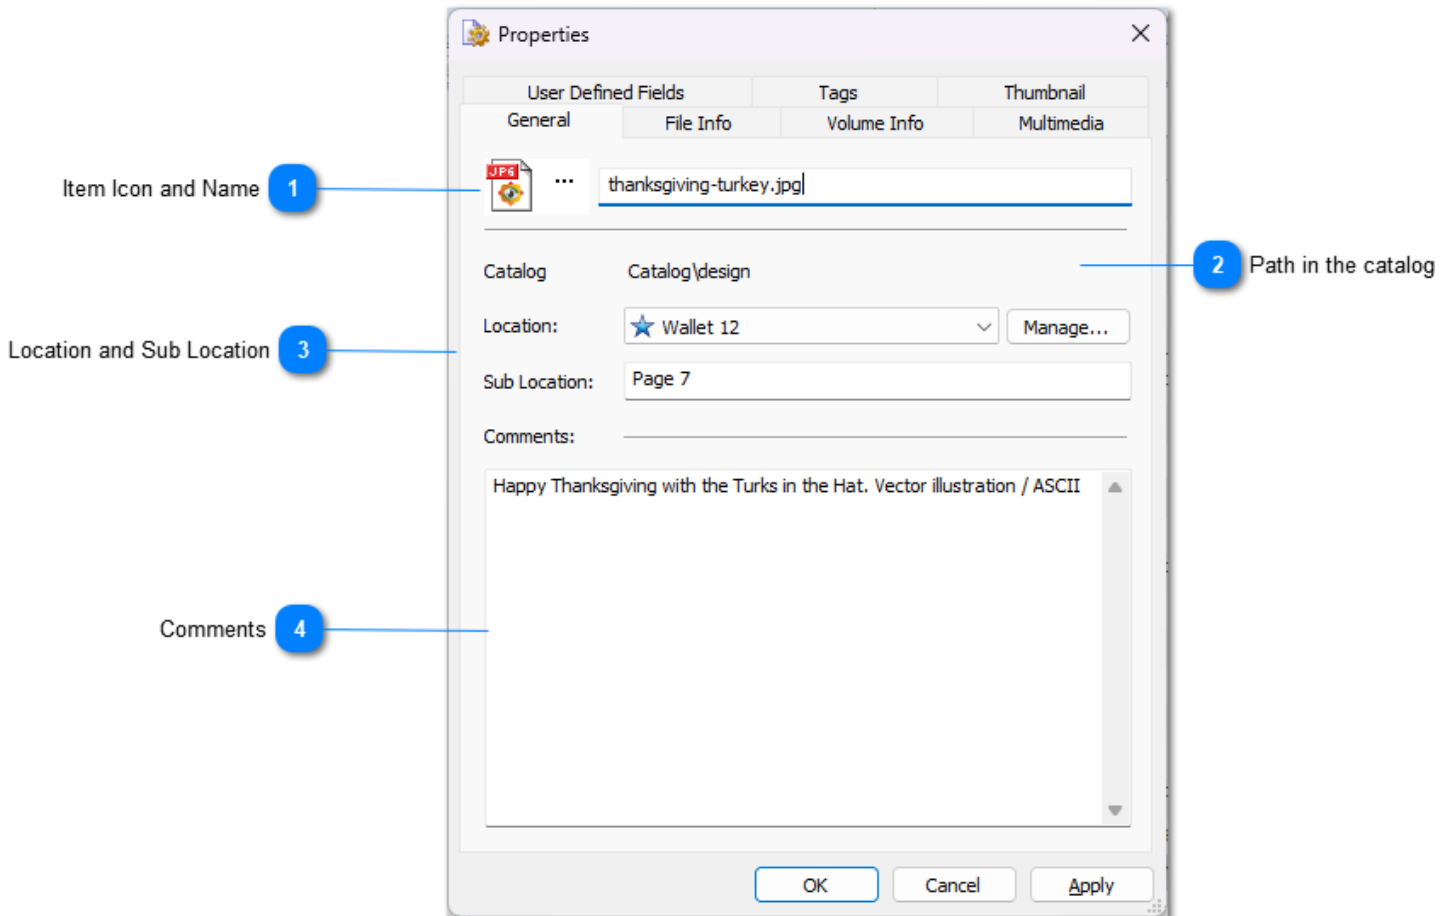 Properties
User Defined Fields Tags Thumbnail
General File Info Volume Info Multimedia
Item Icon and Name 1
JPG ... thanksgiving-turkey.jpg
Catalog Catalog\design
2 Path in the catalog
Location: Wallet 12 Manage...
Location and Sub Location 3
Sub Location: Page 7
Comments:
Happy Thanksgiving with the Turks in the Hat. Vector illustration / ASCII
Comments 4
OK Cancel Apply